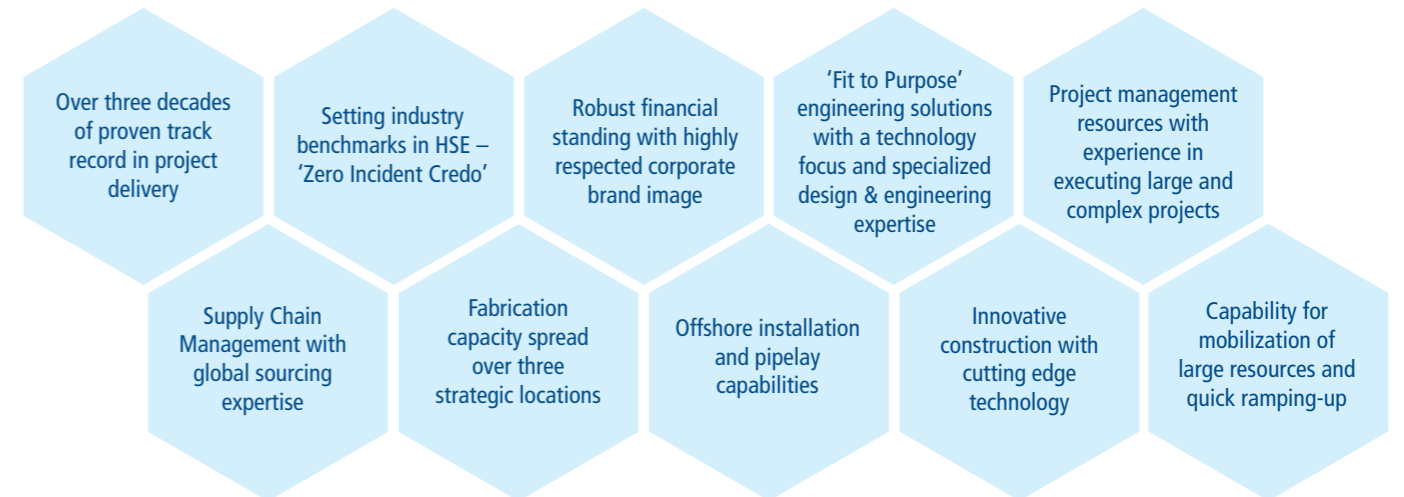 Over three decades
of proven track
record in project
delivery
Setting industry
benchmarks in HSE –
‘Zero Incident Credo’
Robust financial
standing with highly
respected corporate
brand image
‘Fit to Purpose’
engineering solutions
with a technology
focus and specialized
design & engineering
expertise
Project management
resources with
experience in
executing large and
complex projects
Supply Chain
Management with
global sourcing
expertise
Fabrication
capacity spread
over three
strategic locations
Offshore installation
and pipelay
capabilities
Innovative
construction with
cutting edge
technology
Capability for
mobilization of
large resources and
quick ramping-up